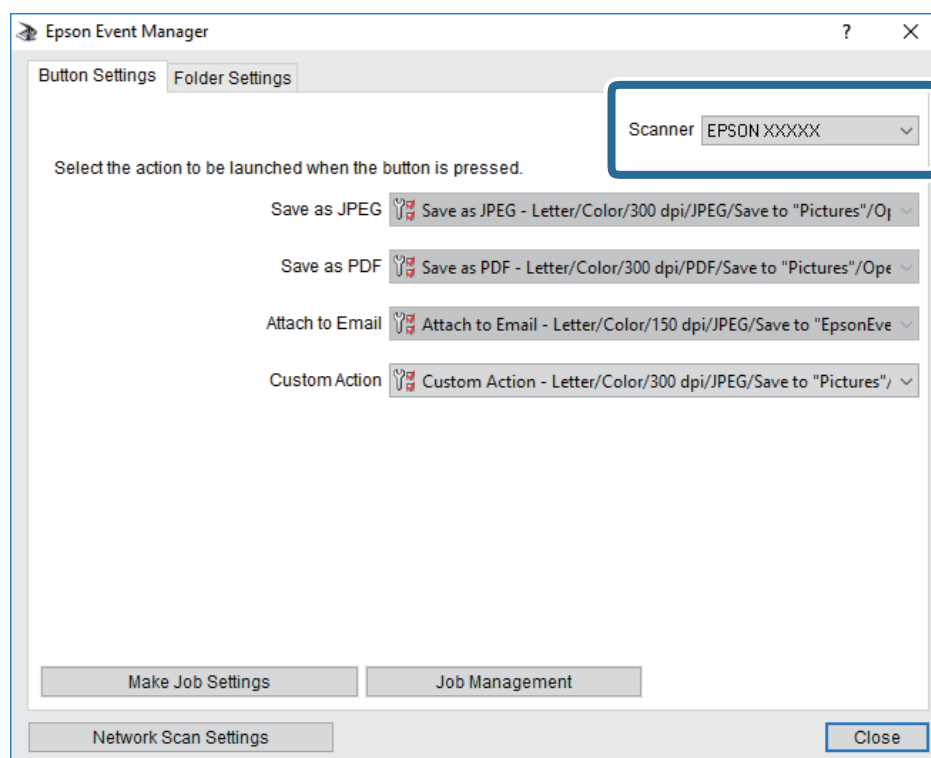 Epson Event Manager
?
Button Settings
Folder Settings
Scanner EPSON XXXXX
Select the action to be launched when the button is pressed.
Save as JPEG Save as JPEG - Letter/Color/300 dpi/JPEG/Save to "Pictures"/Op
Save as PDF Save as PDF - Letter/Color/300 dpi/PDF/Save to "Pictures"/Ope
Attach to Email Attach to Email - Letter/Color/150 dpi/JPEG/Save to "EpsonEve
Custom Action Custom Action - Letter/Color/300 dpi/JPEG/Save to "Pictures"/
Make Job Settings
Job Management
Network Scan Settings
Close